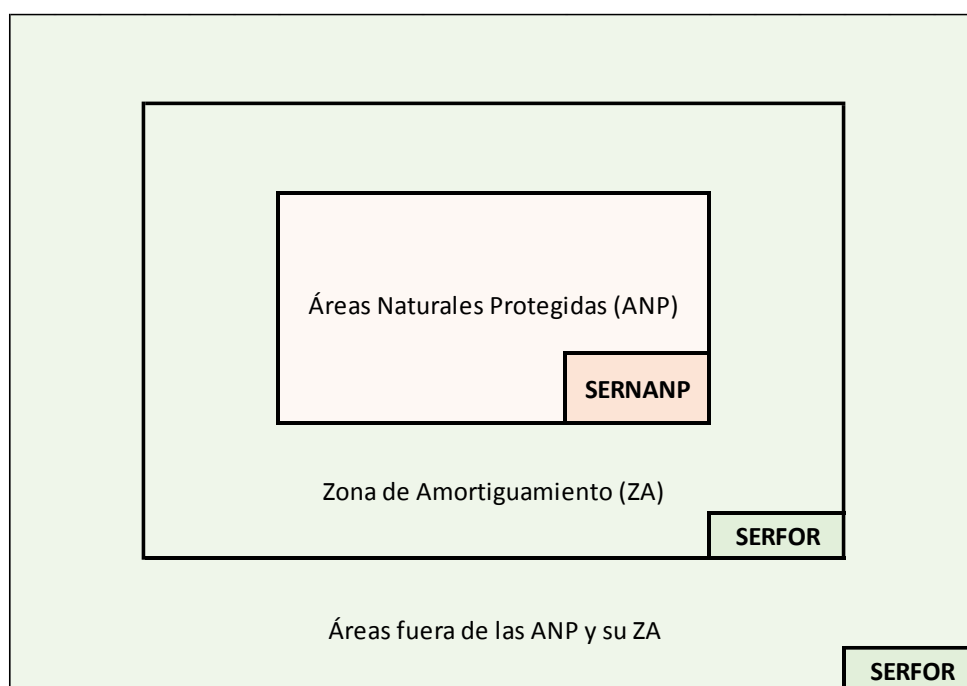 Áreas Naturales Protegidas (ANP)
SERNANP
Zona de Amortiguamiento (ZA)
SERFOR
Áreas fuera de las ANP y su ZA
SERFOR